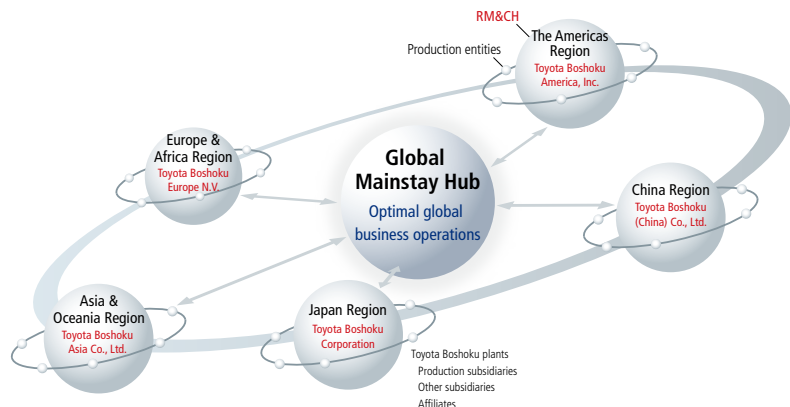 RM&CH
Production entities
The Americas
Region
Toyota Boshoku
America, Inc.
Europe &
Africa Region
Toyota Boshoku
Europe N.V.
Global
Mainstay Hub
Optimal global
business operations
China Region
Toyota Boshoku
(China) Co., Ltd.
Asia &
Oceania Region
Toyota Boshoku
Asia Co., Ltd.
Japan Region
Toyota Boshoku
Corporation
Toyota Boshoku plants
Production subsidiaries
Other subsidiaries
Affiliates